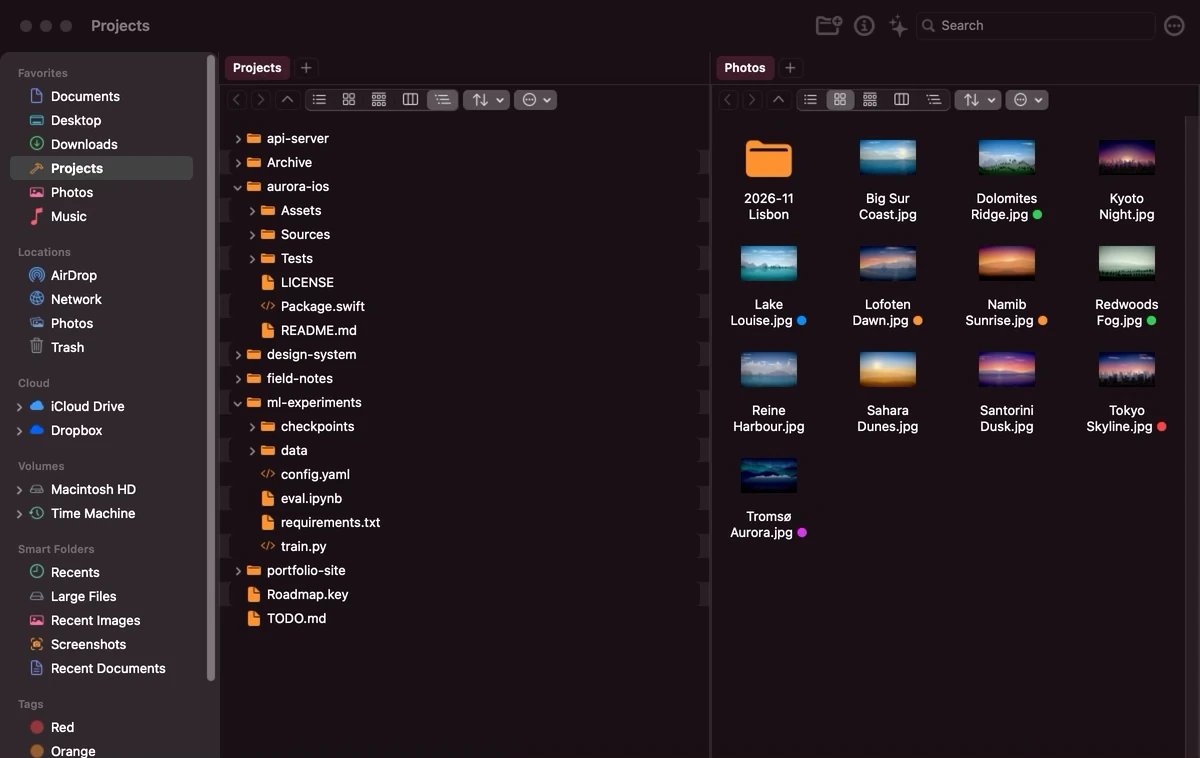 Projects
Search
Favorites
Documents
Desktop
Downloads
Projects
Photos
Music
Locations
AirDrop
Network
Photos
Trash
Cloud
iCloud Drive
Dropbox
Volumes
Macintosh HD
Time Machine
Smart Folders
Recents
Large Files
Recent Images
Screenshots
Recent Documents
Tags
Red
Orange
Projects
api-server
Archive
aurora-ios
Assets
Sources
Tests
LICENSE
Package.swift
README.md
design-system
field-notes
ml-experiments
checkpoints
data
config.yaml
eval.ipynb
requirements.txt
train.py
portfolio-site
Roadmap.key
TODO.md
Photos
2026-11
Lisbon
Big Sur
Coast.jpg
Dolomites
Ridge.jpg
Kyoto
Night.jpg
Lake
Louise.jpg
Lofoten
Dawn.jpg
Namib
Sunrise.jpg
Redwoods
Fog.jpg
Reine
Harbour.jpg
Sahara
Dunes.jpg
Santorini
Dusk.jpg
Tokyo
Skyline.jpg
Tromsø
Aurora.jpg